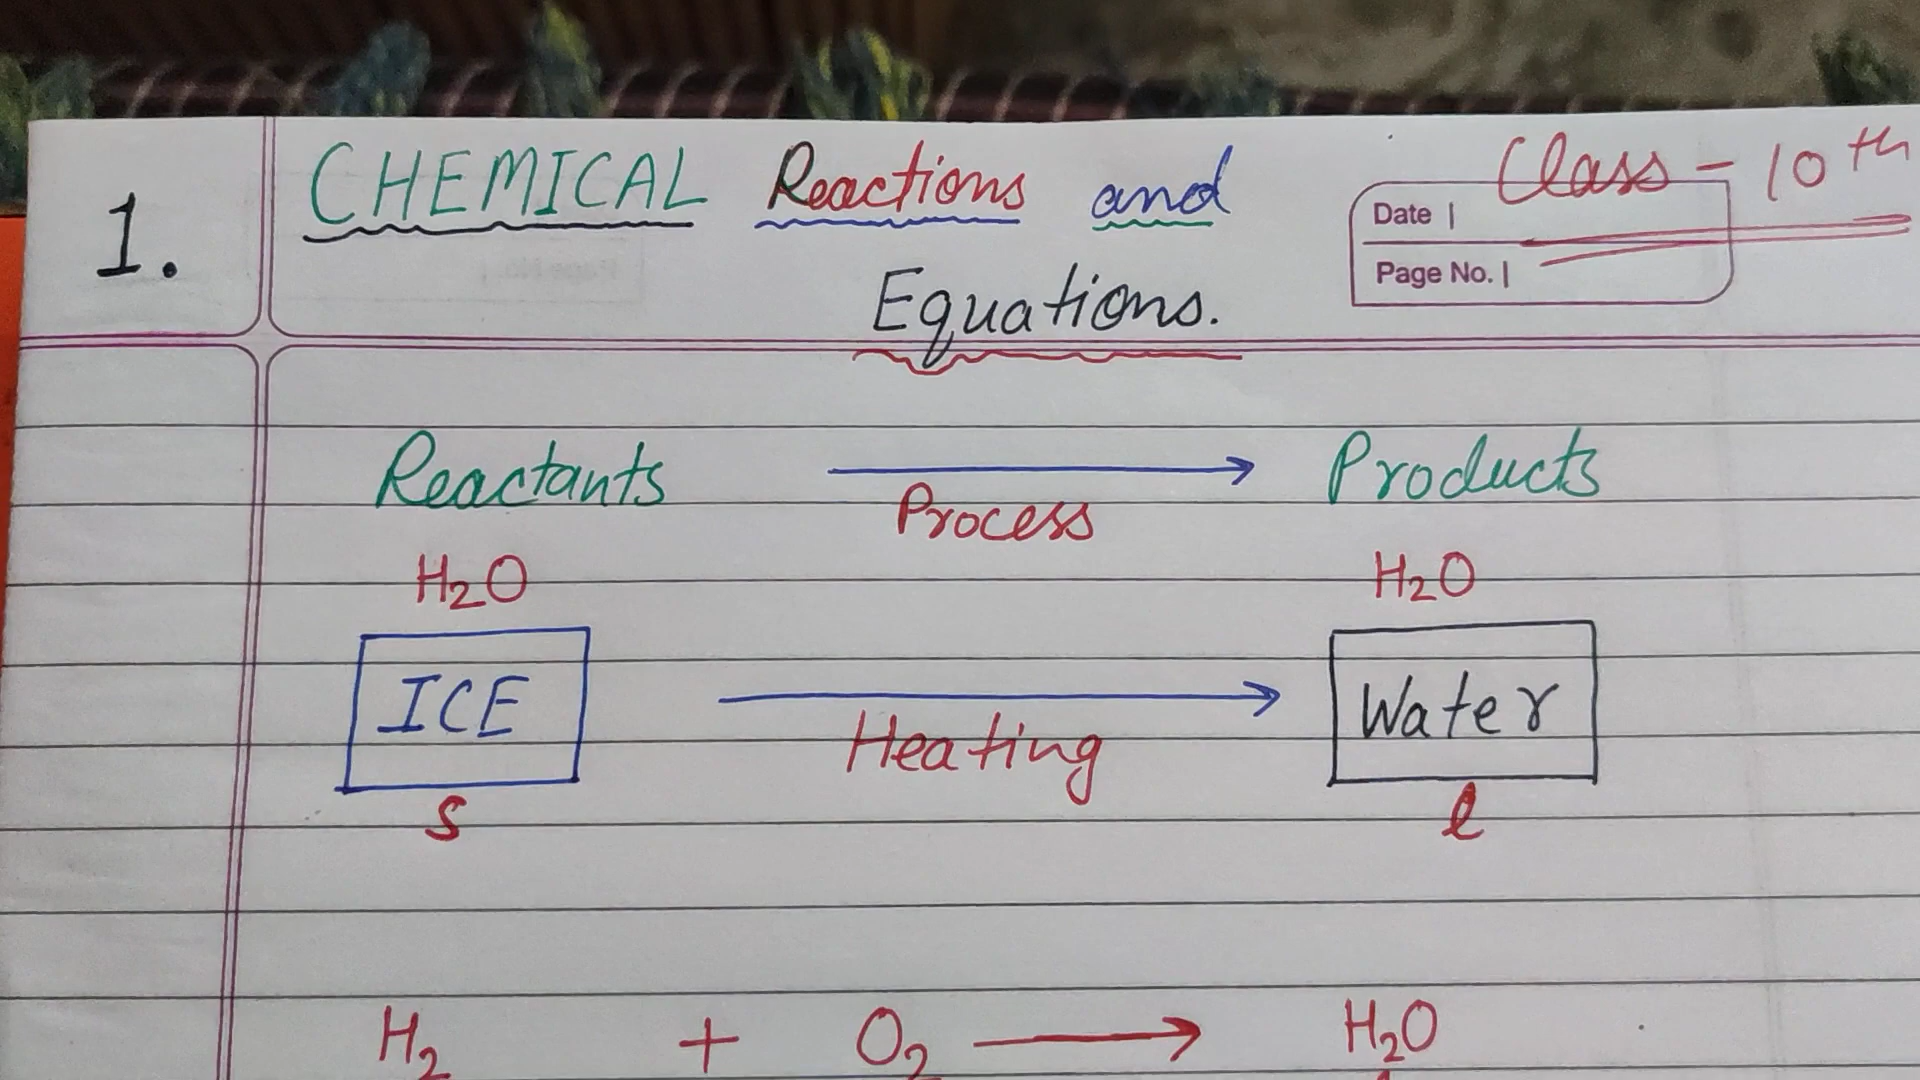 Class - 10th
1. CHEMICAL Reactions and
Equations.
Date
Page No.
Reactants → Products
Process
H₂O H₂O
ICE → Water
Heating
s l
H₂ + O₂ → H₂O